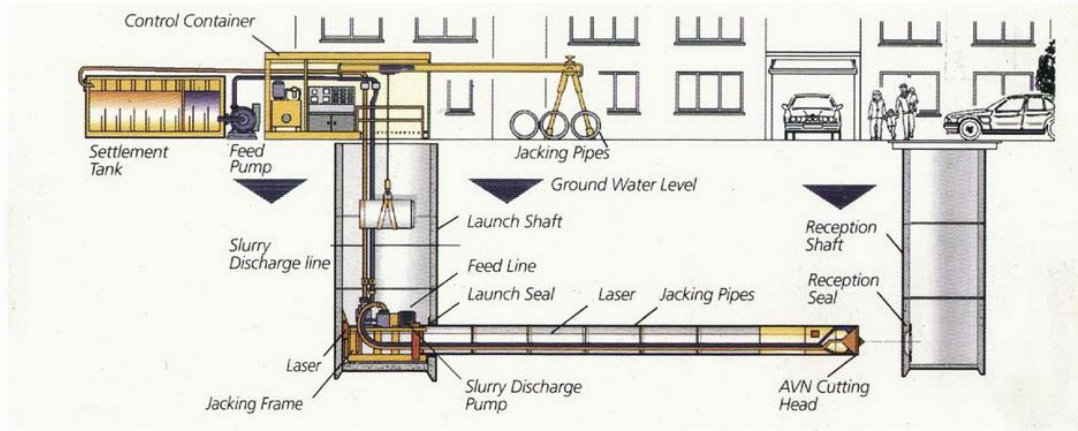 Control Container
Settlement
Tank
Feed
Pump
Jacking Pipes
Ground Water Level
Slurry
Discharge line
Launch Shaft
Reception
Shaft
Feed Line
Launch Seal
Laser
Jacking Pipes
Reception
Seal
Laser
Jacking Frame
Slurry Discharge
Pump
AVN Cutting
Head